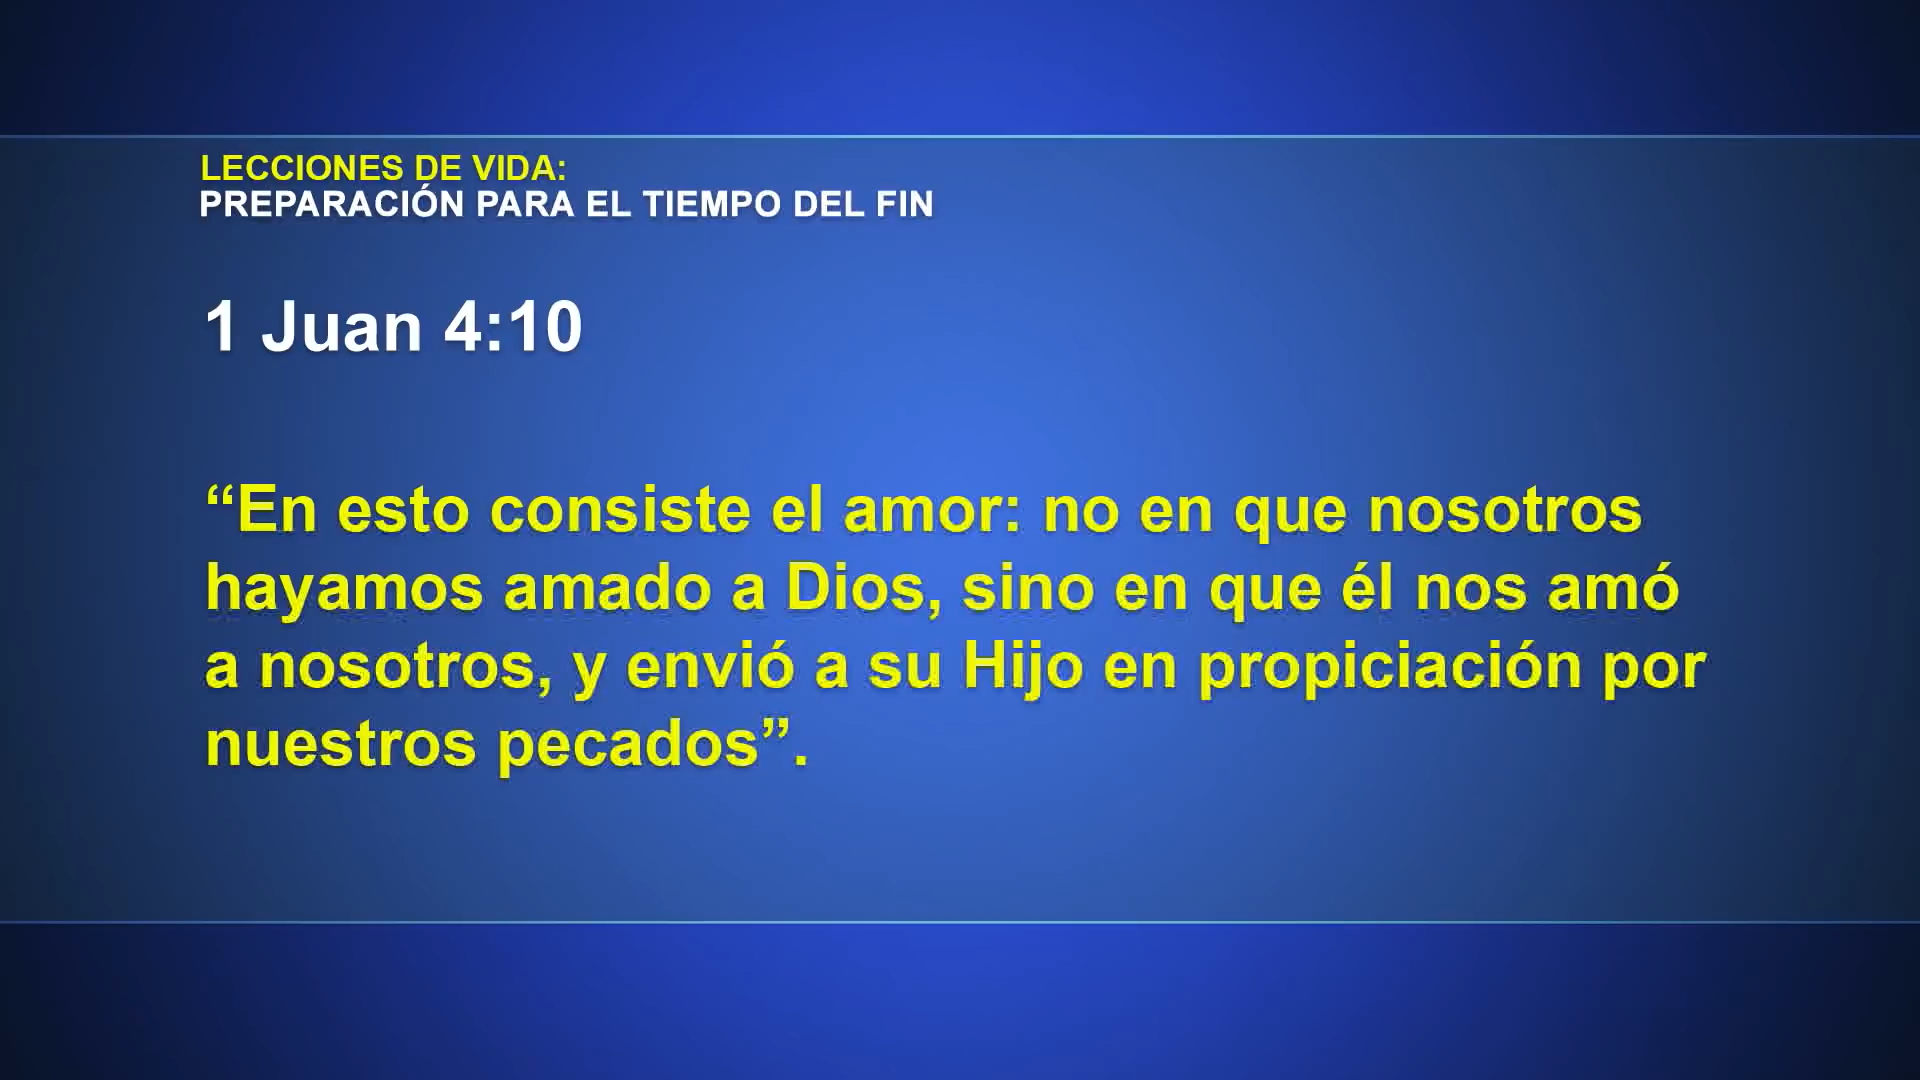 LECCIONES DE VIDA:
PREPARACIÓN PARA EL TIEMPO DEL FIN
1 Juan 4:10
“En esto consiste el amor: no en que nosotros
hayamos amado a Dios, sino en que él nos amó
a nosotros, y envió a su Hijo en propiciación por
nuestros pecados”.